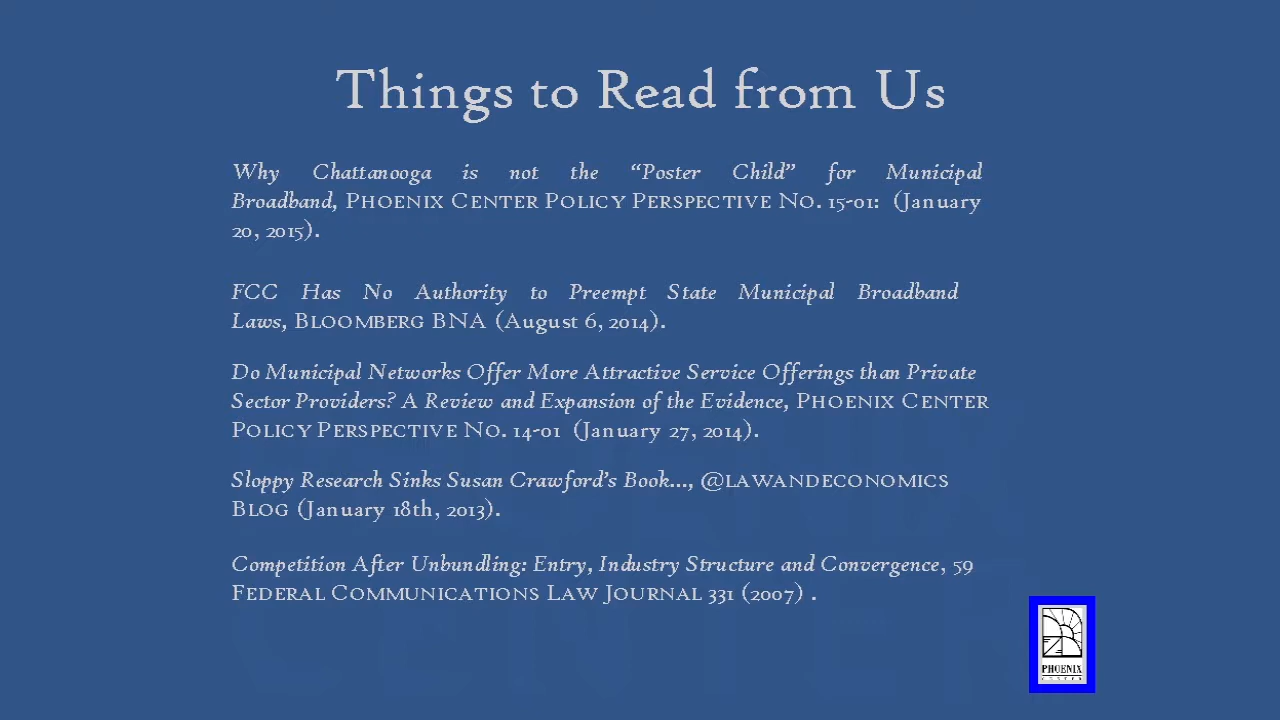 Things to Read from Us
Why Chattanooga is not the “Poster Child” for Municipal
Broadband, PHOENIX CENTER POLICY PERSPECTIVE NO. 15-01: (January
20, 2015).
FCC Has No Authority to Preempt State Municipal Broadband
Laws, BLOOMBERG BNA (August 6, 2014).
Do Municipal Networks Offer More Attractive Service Offerings than Private
Sector Providers? A Review and Expansion of the Evidence, PHOENIX CENTER
POLICY PERSPECTIVE NO. 14-01 (January 27, 2014).
Sloppy Research Sinks Susan Crawford’s Book..., @LAWANDECONOMICS
BLOG (January 18th, 2013).
Competition After Unbundling: Entry, Industry Structure and Convergence, 59
FEDERAL COMMUNICATIONS LAW JOURNAL 331 (2007) .
PHOENIX
CENTER